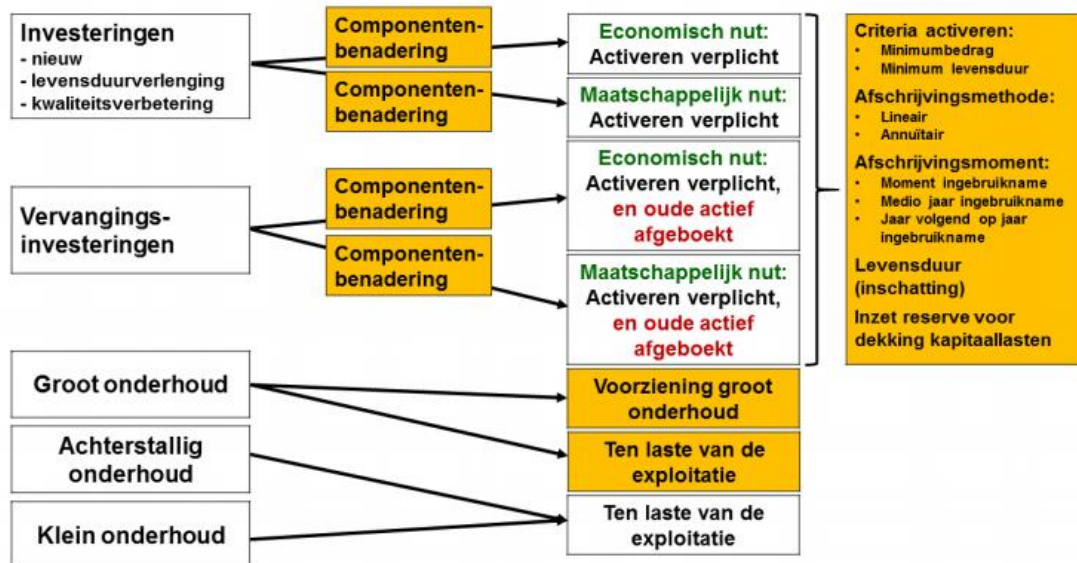 Investeringen
- nieuw
- levensduurverlenging
- kwaliteitsverbetering
Componenten-
benadering
Componenten-
benadering
Economisch nut:
Activeren verplicht
Maatschappelijk nut:
Activeren verplicht
Vervangings-
investeringen
Componenten-
benadering
Componenten-
benadering
Economisch nut:
Activeren verplicht,
en oude actief
afgeboekt
Maatschappelijk nut:
Activeren verplicht,
en oude actief
afgeboekt
Criteria activeren:
• Minimumbedrag
• Minimum levensduur
Afschrijvingsmethode:
• Lineair
• Annuïtair
Afschrijvingsmoment:
• Moment ingebruikname
• Medio jaar ingebruikname
• Jaar volgend op jaar
ingebruikname
Levensduur
(inschatting)
Inzet reserve voor
dekking kapitaallasten
Groot onderhoud
Voorziening groot
onderhoud
Achterstallig
onderhoud
Ten laste van de
exploitatie
Klein onderhoud
Ten laste van de
exploitatie